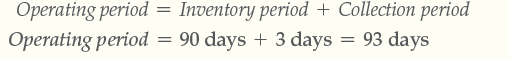 Operating period = Inventory period + Collection period
Operating period = 90 days + 3 days = 93 days